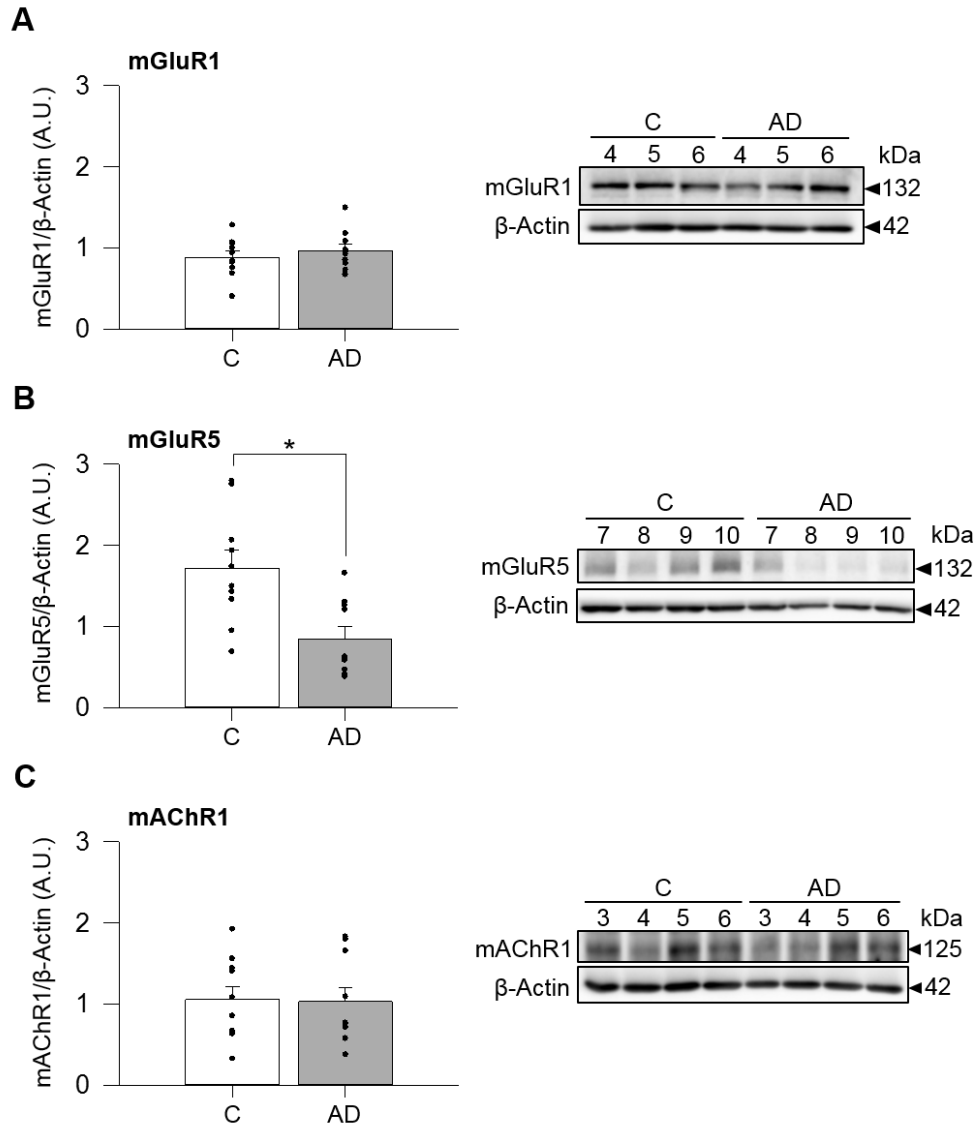 A
mGluR1
mGluR1/β-Actin (A.U.)
3
2
1
0
C AD
C AD
4 5 6 4 5 6 kDa
mGluR1 ◄132
β-Actin ◄42
B
mGluR5
mGluR5/β-Actin (A.U.)
3
2
1
0
*
C AD
C AD
7 8 9 10 7 8 9 10 kDa
mGluR5 ◄132
β-Actin ◄42
C
mAChR1
mAChR1/β-Actin (A.U.)
3
2
1
0
C AD
C AD
3 4 5 6 3 4 5 6 kDa
mAChR1 ◄125
β-Actin ◄42